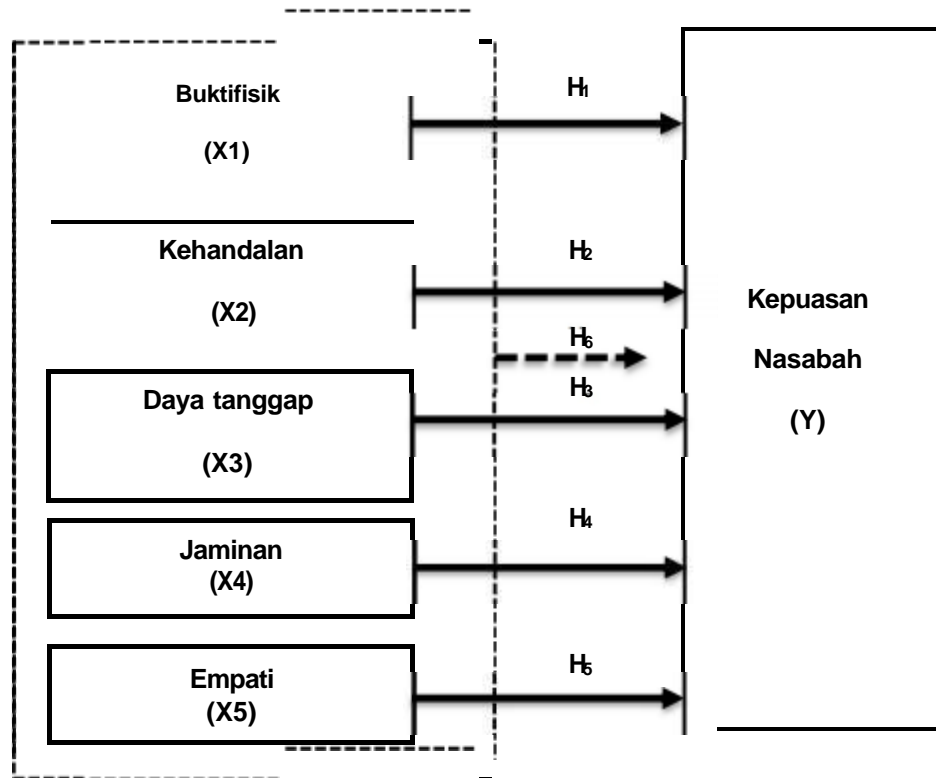 Buktifisik
(X1)
H1
Kehandalan
(X2)
H2
H6
Daya tanggap
(X3)
H3
Jaminan
(X4)
H4
Empati
(X5)
H5
Kepuasan
Nasabah
(Y)